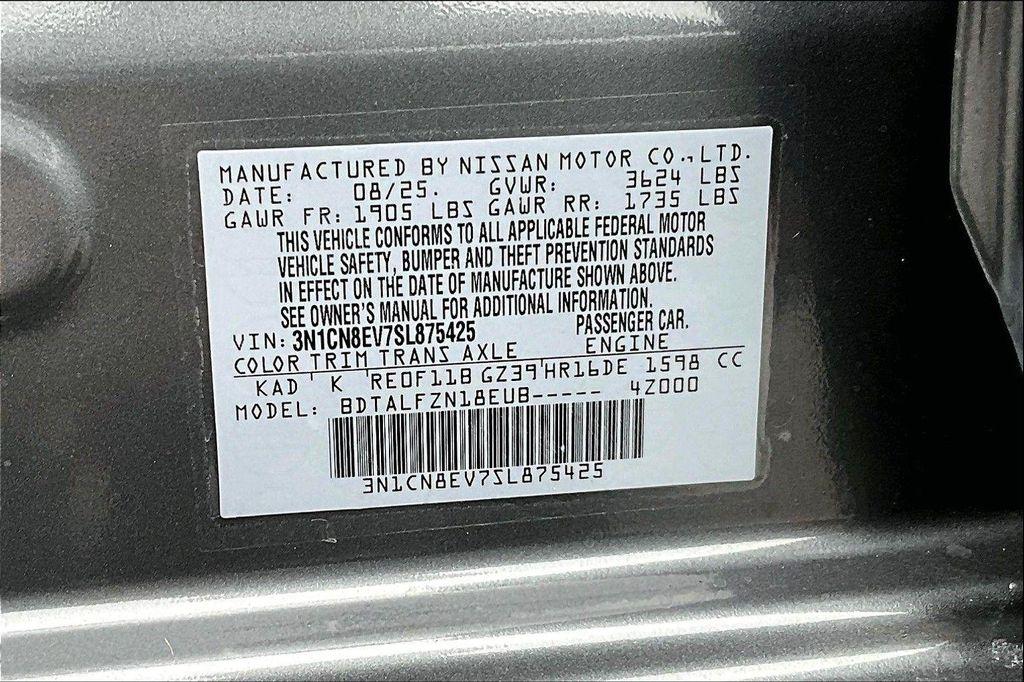 MANUFACTURED BY NISSAN MOTOR CO.,LTD.
DATE: 08/25. GVWR: 3624 LBS
GAWR FR: 1905 LBS GAWR RR: 1735 LBS
THIS VEHICLE CONFORMS TO ALL APPLICABLE FEDERAL MOTOR
VEHICLE SAFETY, BUMPER AND THEFT PREVENTION STANDARDS
IN EFFECT ON THE DATE OF MANUFACTURE SHOWN ABOVE.
SEE OWNER'S MANUAL FOR ADDITIONAL INFORMATION.
VIN: 3N1CN8EV7SL875425 PASSENGER CAR.
COLOR TRIM TRANS AXLE ENGINE
KAD K RE0F11B GZ39 HR16DE 1598 CC
MODEL: BDTALFZN18EUB----- 4Z000
3N1CN8EV7SL875425